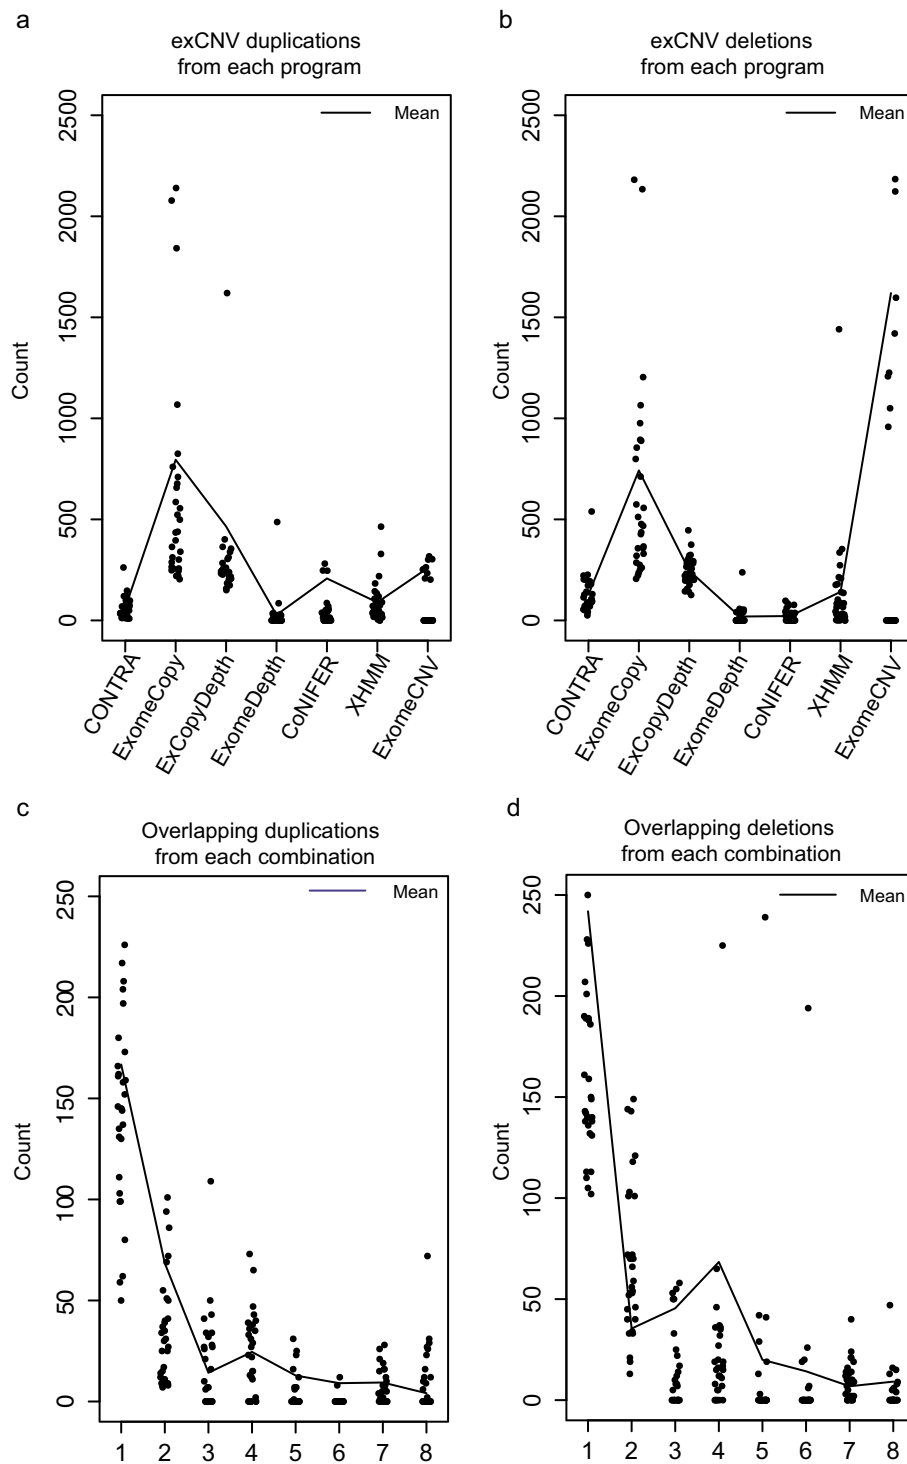 a
exCNV duplications
from each program
Mean
2500
2000
1500
1000
500
0
Count
CONTRA
ExomeCopy
ExCopyDepth
ExomeDepth
CoNIFER
XHMM
ExomeCNV
b
exCNV deletions
from each program
Mean
2500
2000
1500
1000
500
0
Count
CONTRA
ExomeCopy
ExCopyDepth
ExomeDepth
CoNIFER
XHMM
ExomeCNV
c
Overlapping duplications
from each combination
Mean
250
200
150
100
50
0
Count
1 2 3 4 5 6 7 8
d
Overlapping deletions
from each combination
Mean
250
200
150
100
50
0
Count
1 2 3 4 5 6 7 8